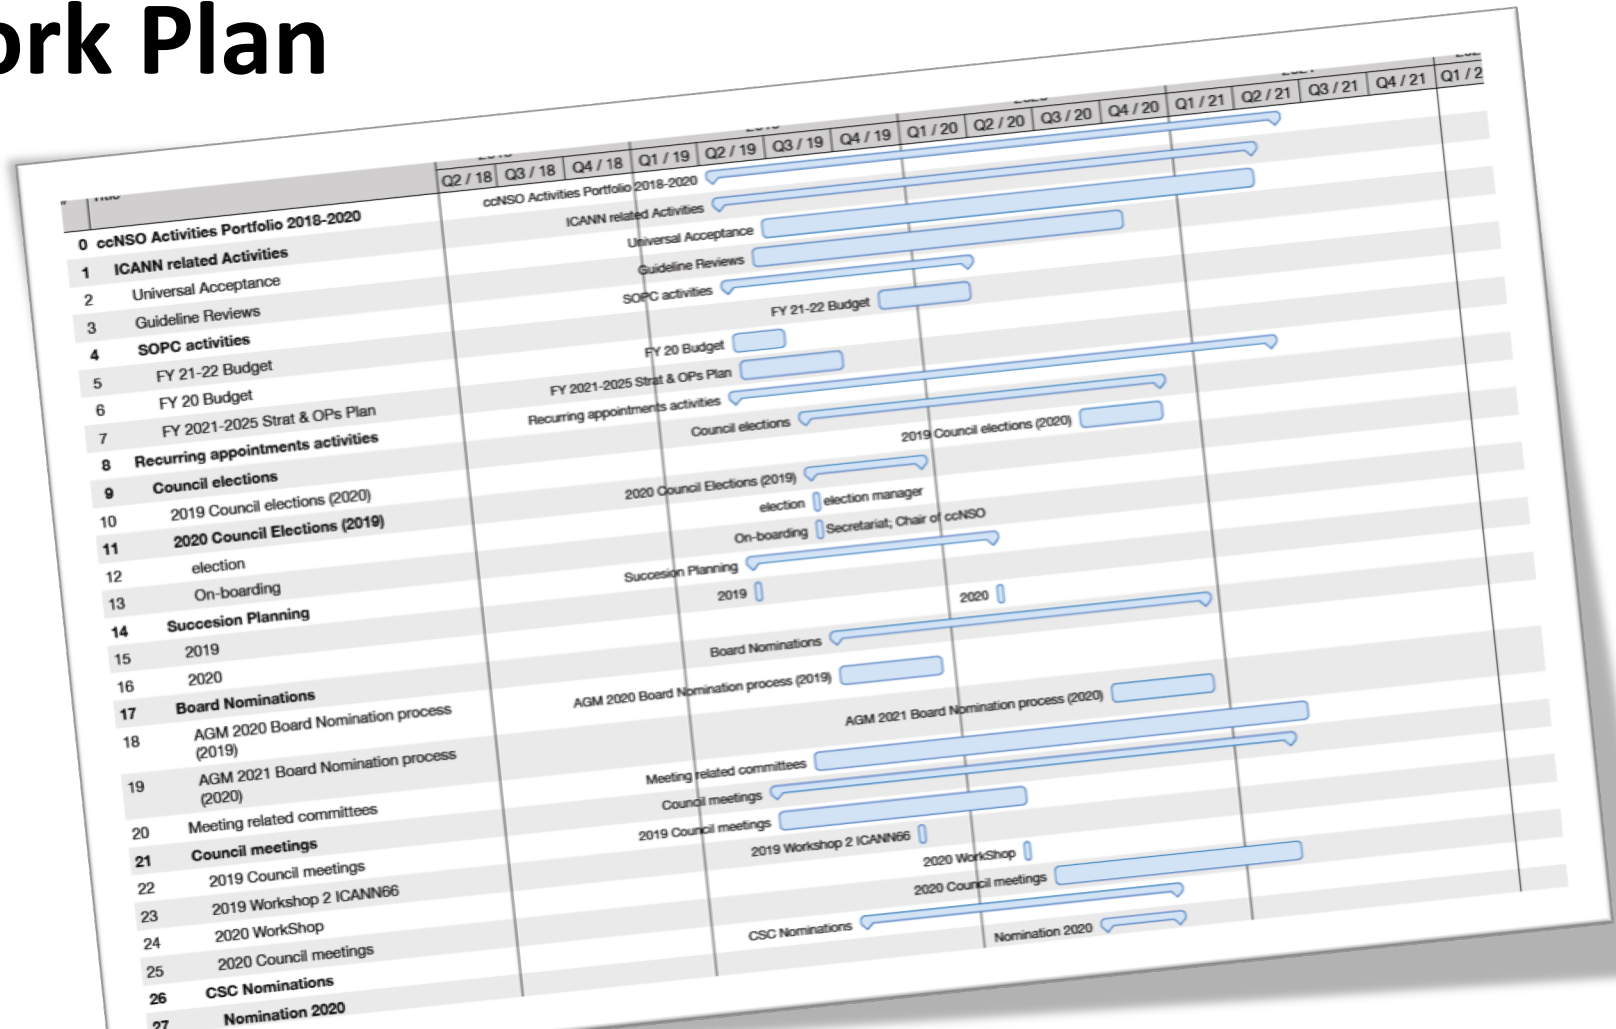 ork Plan
Q2 / 18 Q3 / 18 Q4 / 18 Q1 / 19 Q2 / 19 Q3 / 19 Q4 / 19 Q1 / 20 Q2 / 20 Q3 / 20 Q4 / 20 Q1 / 21 Q2 / 21 Q3 / 21 Q4 / 21 Q1 / 2
0 ccNSO Activities Portfolio 2018-2020
1 ICANN related Activities
2 Universal Acceptance
3 Guideline Reviews
4 SOPC activities
5 FY 21-22 Budget
6 FY 20 Budget
7 FY 2021-2025 Strat & OPs Plan
8 Recurring appointments activities
9 Council elections
10 2019 Council elections (2020)
11 2020 Council Elections (2019)
12 election
13 On-boarding
14 Succesion Planning
15 2019
16 2020
17 Board Nominations
18 AGM 2020 Board Nomination process
(2019)
19 AGM 2021 Board Nomination process
(2020)
20 Meeting related committees
21 Council meetings
22 2019 Council meetings
23 2019 Workshop 2 ICANN66
24 2020 WorkShop
25 2020 Council meetings
26 CSC Nominations
27 Nomination 2020
ccNSO Activities Portfolio 2018-2020
ICANN related Activities
Universal Acceptance
Guideline Reviews
SOPC activities
FY 21-22 Budget
FY 20 Budget
FY 2021-2025 Strat & OPs Plan
Recurring appointments activities
Council elections
2019 Council elections (2020)
2020 Council Elections (2019)
election election manager
On-boarding Secretariat; Chair of ccNSO
Succesion Planning
2019
2020
Board Nominations
AGM 2020 Board Nomination process (2019)
AGM 2021 Board Nomination process (2020)
Meeting related committees
Council meetings
2019 Council meetings
2019 Workshop 2 ICANN66
2020 WorkShop
2020 Council meetings
CSC Nominations
Nomination 2020